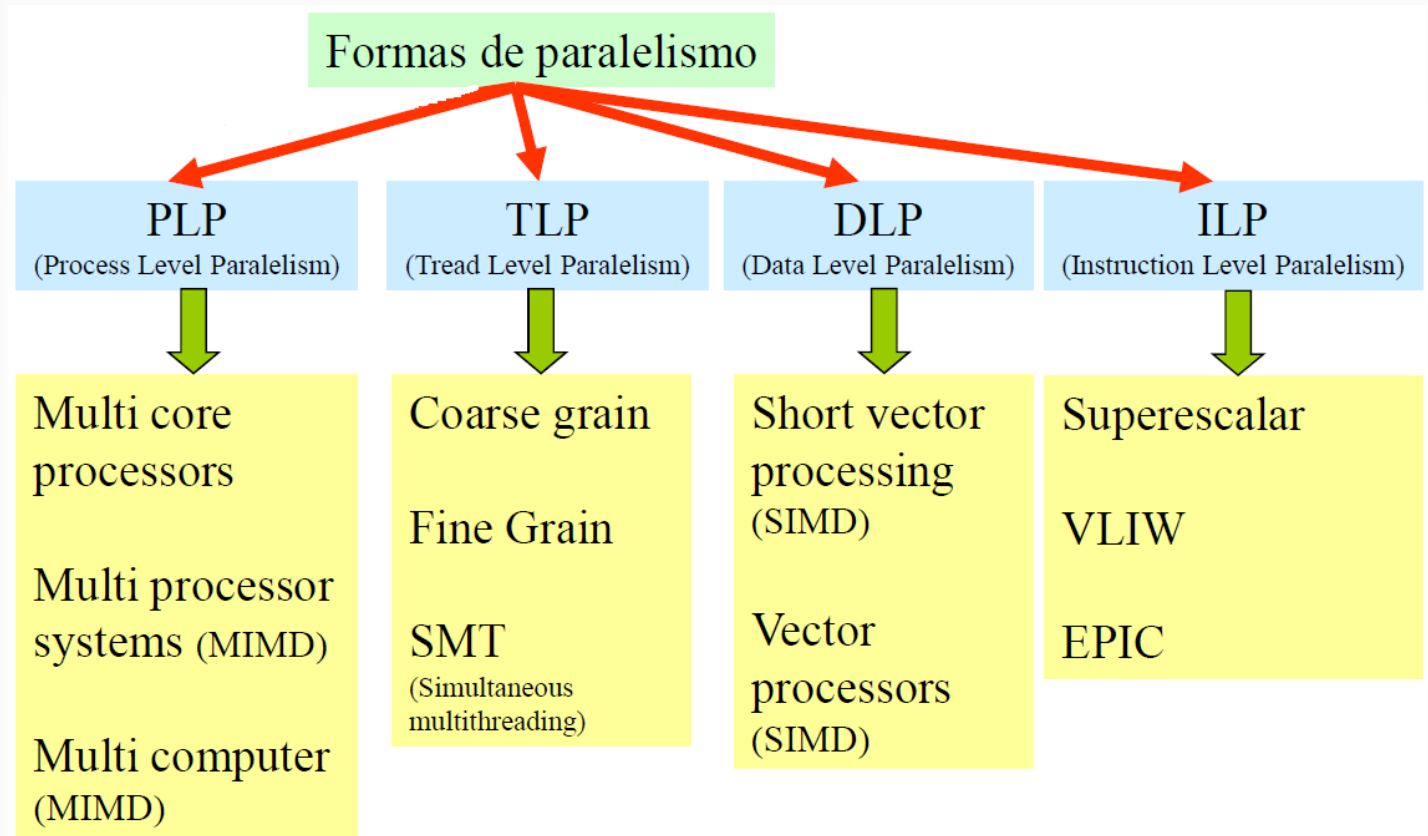 Formas de paralelismo
PLP
(Process Level Paralelism)
TLP
(Tread Level Paralelism)
DLP
(Data Level Paralelism)
ILP
(Instruction Level Paralelism)
Multi core
processors
Multi processor
systems (MIMD)
Multi computer
(MIMD)
Coarse grain
Fine Grain
SMT
(Simultaneous
multithreading)
Short vector
processing
(SIMD)
Vector
processors
(SIMD)
Superescalar
VLIW
EPIC